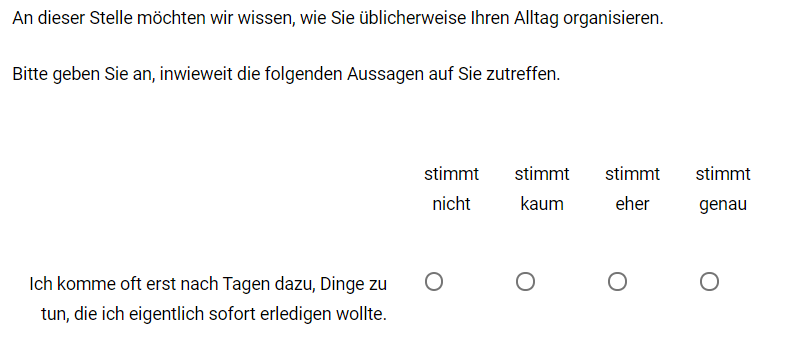 An dieser Stelle möchten wir wissen, wie Sie üblicherweise Ihren Alltag organisieren.
Bitte geben Sie an, inwieweit die folgenden Aussagen auf Sie zutreffen.
stimmt stimmt stimmt stimmt
nicht kaum eher genau
Ich komme oft erst nach Tagen dazu, Dinge zu
tun, die ich eigentlich sofort erledigen wollte.